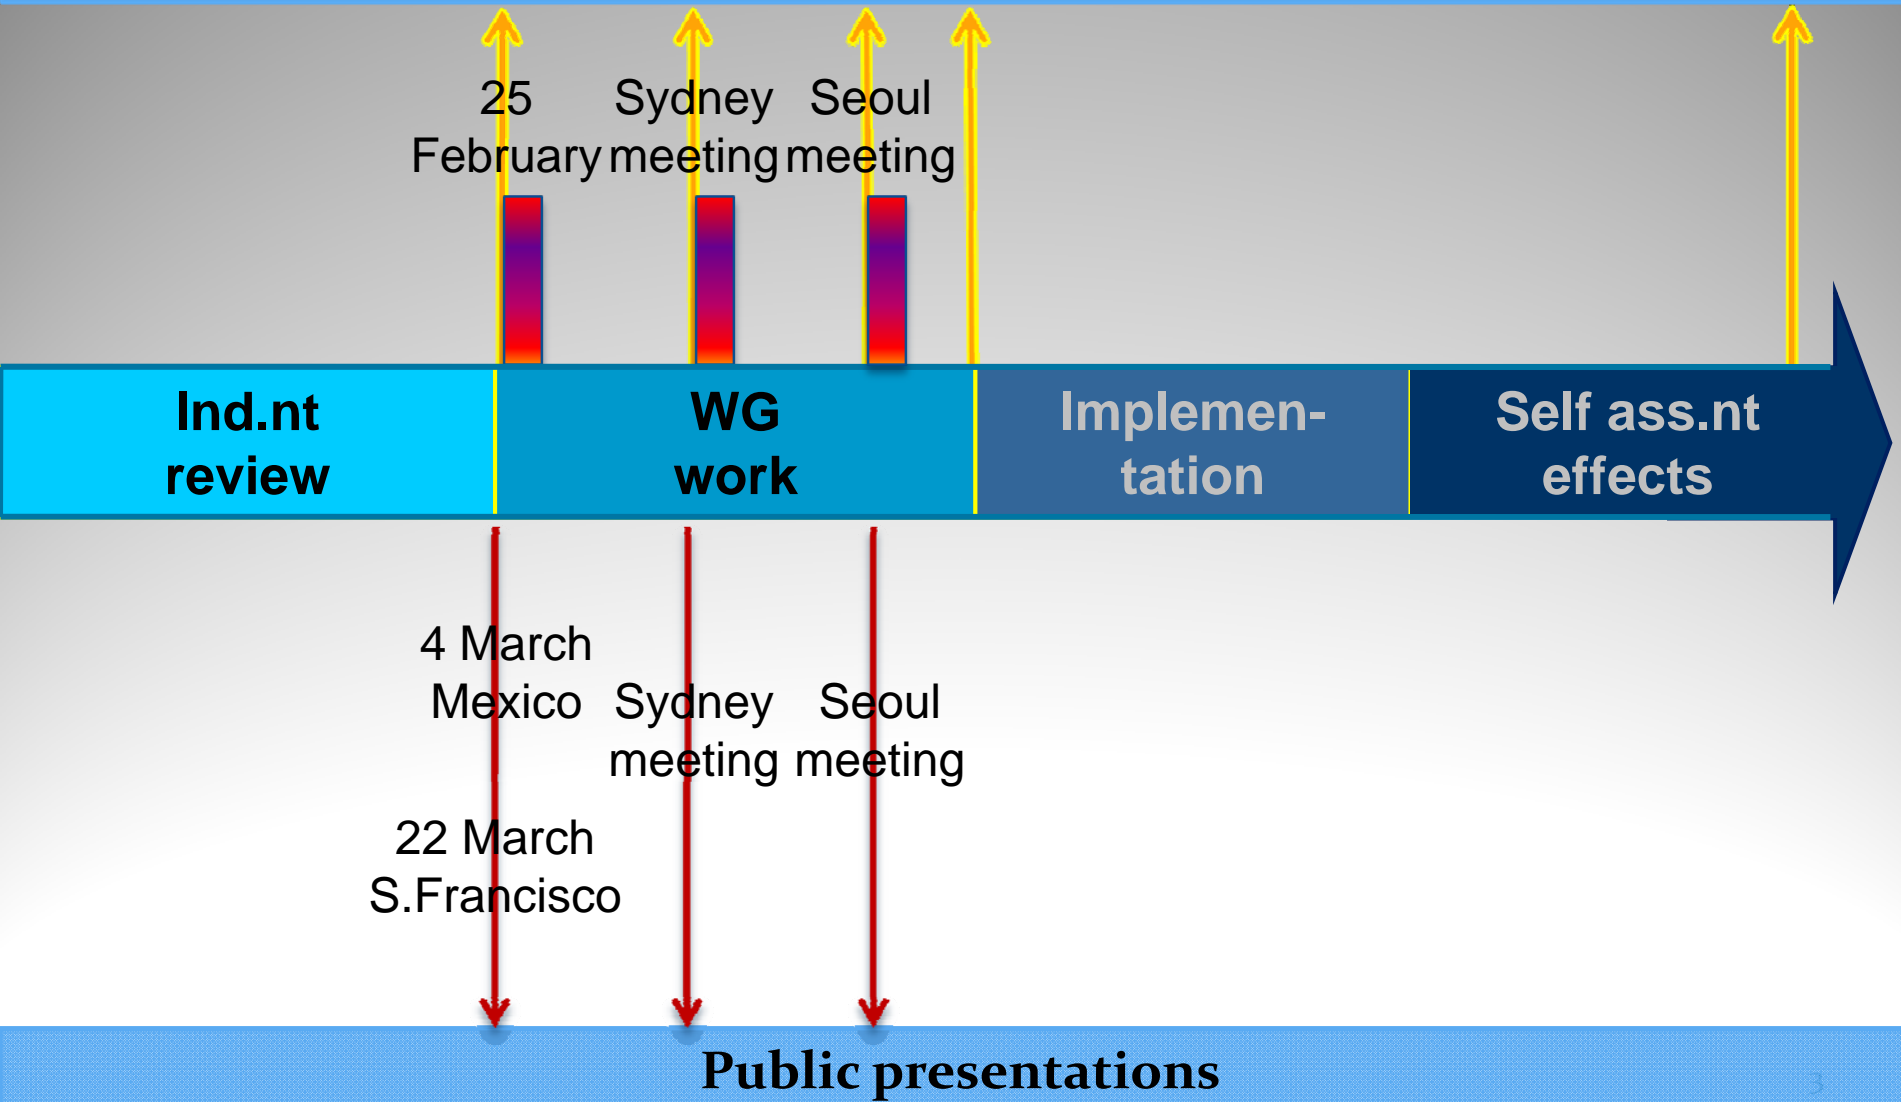 25
February
Sydney
meeting
Seoul
meeting
Ind.nt
review
WG
work
Implemen-
tation
Self ass.nt
effects
4 March
Mexico
22 March
S.Francisco
Sydney
meeting
Seoul
meeting
Public presentations
3